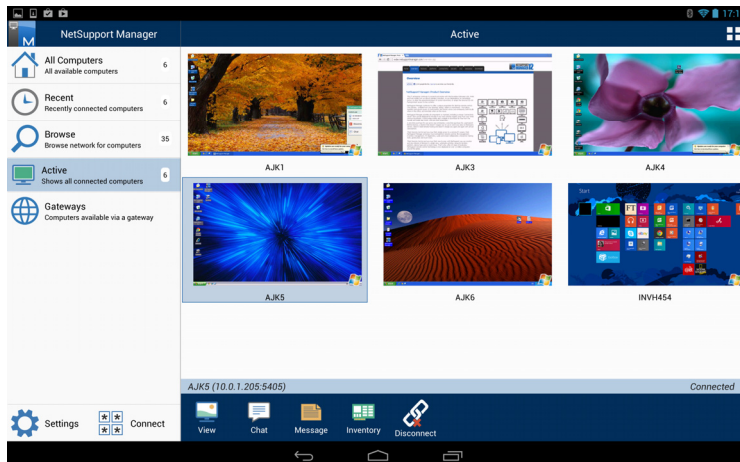 17:1
NetSupport Manager
Active
All Computers
All available computers
6
Recent
Recently connected computers
6
Browse
Browse network for computers
35
Active
Shows all connected computers
6
Gateways
Computers available via a gateway
AJK1
AJK3
AJK4
Start
AJK5
AJK6
INVH454
AJK5 (10.0.1.205:5405)
Connected
Settings
Connect
View
Chat
Message
Inventory
Disconnect